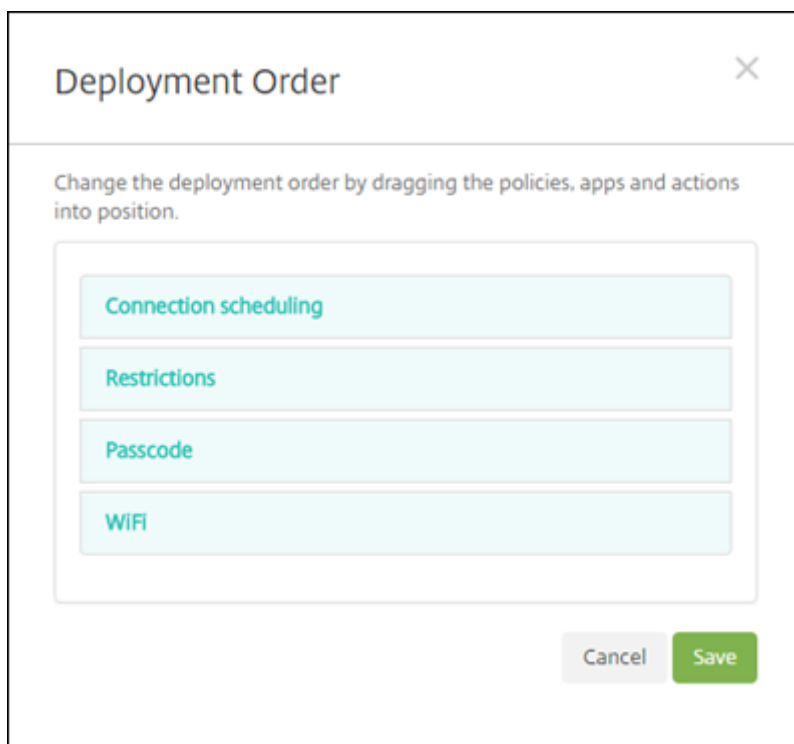 Deployment Order
Change the deployment order by dragging the policies, apps and actions
into position.
Connection scheduling
Restrictions
Passcode
WiFi
Cancel
Save